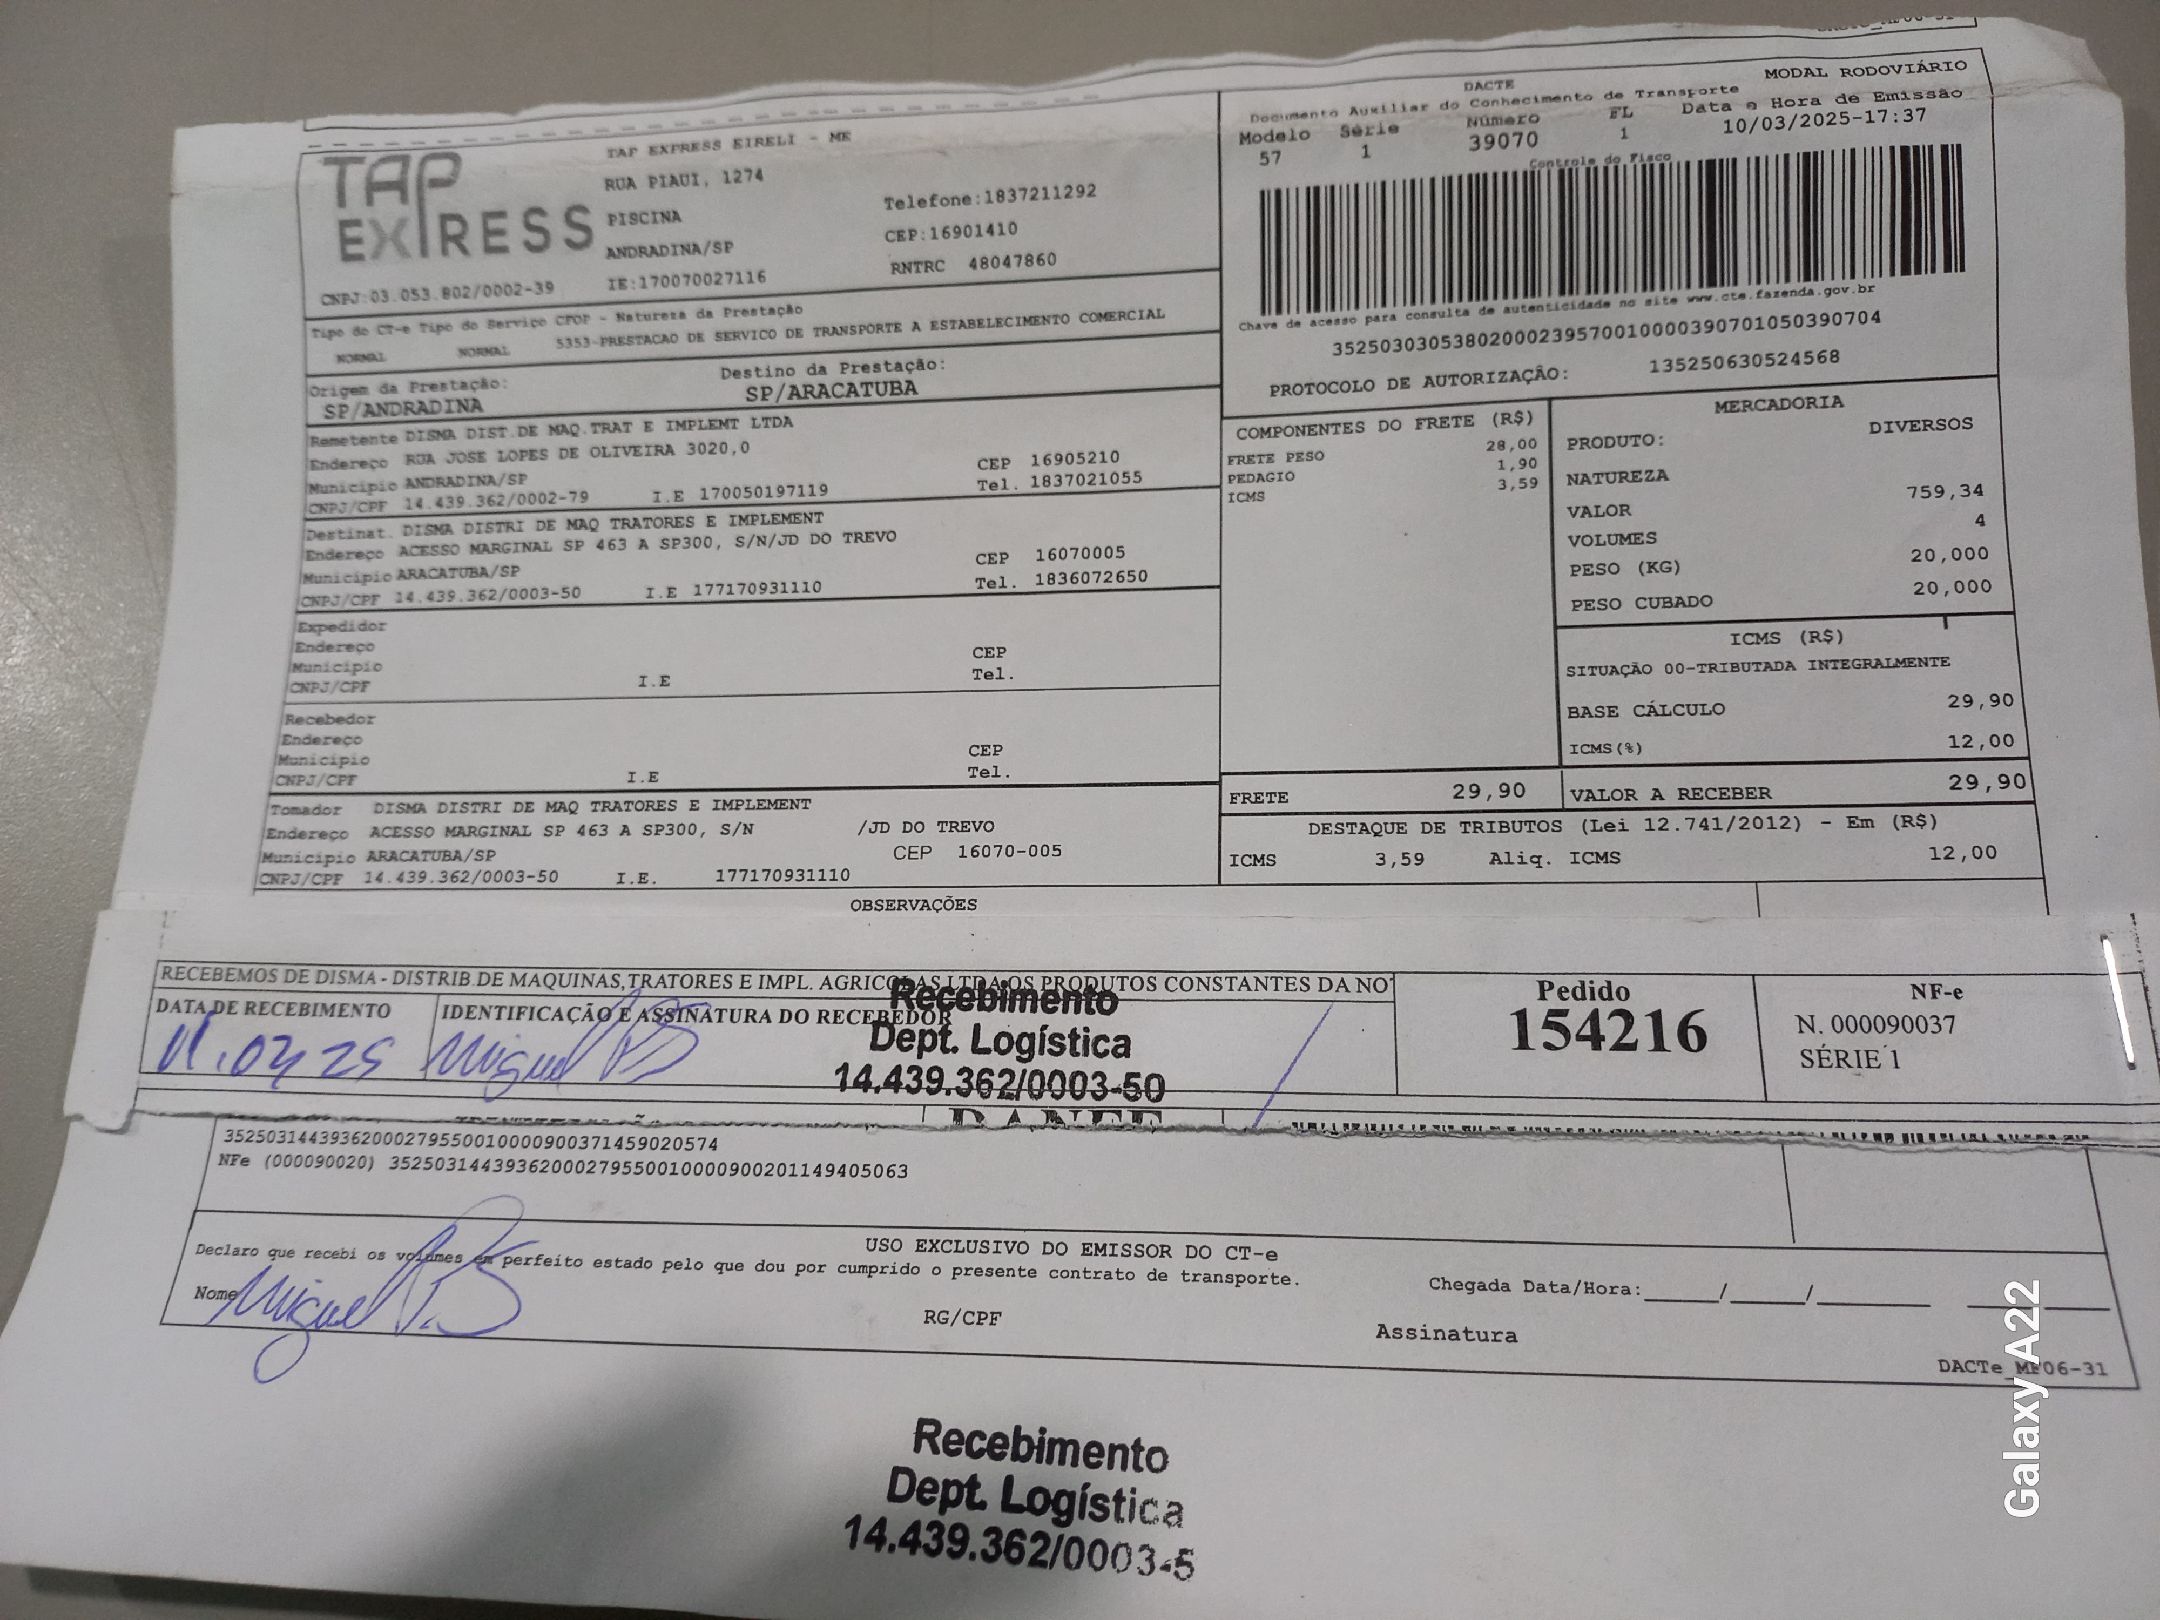 TAP EXPRESS
TAP EXPRESS EIRELI - ME
RUA PIAUI, 1274
PISCINA
ANDRADINA/SP
IE:170070027116
Telefone:1837211292
CEP:16901410
RNTRC 48047860
CNPJ:03.053.802/0002-39
DACTE
MODAL RODOVIÁRIO
Documento Auxiliar do Conhecimento de Transporte
Modelo Série Número FL Data e Hora de Emissão
57 1 39070 1 10/03/2025-17:37
Controle do Fisco
Chave de acesso para consulta de autenticidade no site www.cte.fazenda.gov.br
35250303053802000239570010000390701050390704
PROTOCOLO DE AUTORIZAÇÃO: 135250630524568
Tipo do CT-e Tipo do Serviço CFOP - Natureza da Prestação
NORMAL NORMAL 5353-PRESTACAO DE SERVICO DE TRANSPORTE A ESTABELECIMENTO COMERCIAL
Origem da Prestação: Destino da Prestação:
SP/ANDRADINA SP/ARACATUBA
Remetente DISMA DIST.DE MAQ.TRAT E IMPLEMT LTDA
Endereço RUA JOSE LOPES DE OLIVEIRA 3020,0 CEP 16905210
Município ANDRADINA/SP Tel. 1837021055
CNPJ/CPF 14.439.362/0002-79 I.E 170050197119
Destinat. DISMA DISTRI DE MAQ TRATORES E IMPLEMENT
Endereço ACESSO MARGINAL SP 463 A SP300, S/N/JD DO TREVO CEP 16070005
Município ARACATUBA/SP Tel. 1836072650
CNPJ/CPF 14.439.362/0003-50 I.E 177170931110
Expedidor
Endereço CEP
Município Tel.
CNPJ/CPF I.E
Recebedor
Endereço CEP
Município Tel.
CNPJ/CPF I.E
Tomador DISMA DISTRI DE MAQ TRATORES E IMPLEMENT
Endereço ACESSO MARGINAL SP 463 A SP300, S/N /JD DO TREVO
Município ARACATUBA/SP CEP 16070-005
CNPJ/CPF 14.439.362/0003-50 I.E. 177170931110
COMPONENTES DO FRETE (R$)
FRETE PESO 28,00
PEDAGIO 1,90
ICMS 3,59
MERCADORIA
PRODUTO: DIVERSOS
NATUREZA
VALOR 759,34
VOLUMES 4
PESO (KG) 20,000
PESO CUBADO 20,000
ICMS (R$)
SITUAÇÃO 00-TRIBUTADA INTEGRALMENTE
BASE CÁLCULO 29,90
ICMS(%) 12,00
FRETE 29,90 VALOR A RECEBER 29,90
DESTAQUE DE TRIBUTOS (Lei 12.741/2012) - Em (R$)
ICMS 3,59 Aliq. ICMS 12,00
OBSERVAÇÕES
RECEBEMOS DE DISMA - DISTRIB.DE MAQUINAS,TRATORES E IMPL. AGRICOLAS LTDA OS PRODUTOS CONSTANTES DA NO
DATA DE RECEBIMENTO IDENTIFICAÇÃO E ASSINATURA DO RECEBEDOR
Miguel
Recebimento
Dept. Logística
14.439.362/0003-50
Pedido
154216
NF-e
N. 000090037
SÉRIE 1
DANFE
35250314439362000279550010000900371459020574
NFe (000090020) 35250314439362000279550010000900201149405063
USO EXCLUSIVO DO EMISSOR DO CT-e
Declaro que recebi os volumes em perfeito estado pelo que dou por cumprido o presente contrato de transporte.
Chegada Data/Hora:_____/_____/_______ _______
Nome Miguel RG/CPF Assinatura
DACTe_MF06-31
Recebimento
Dept. Logística
14.439.362/0003-5
Galaxy A22